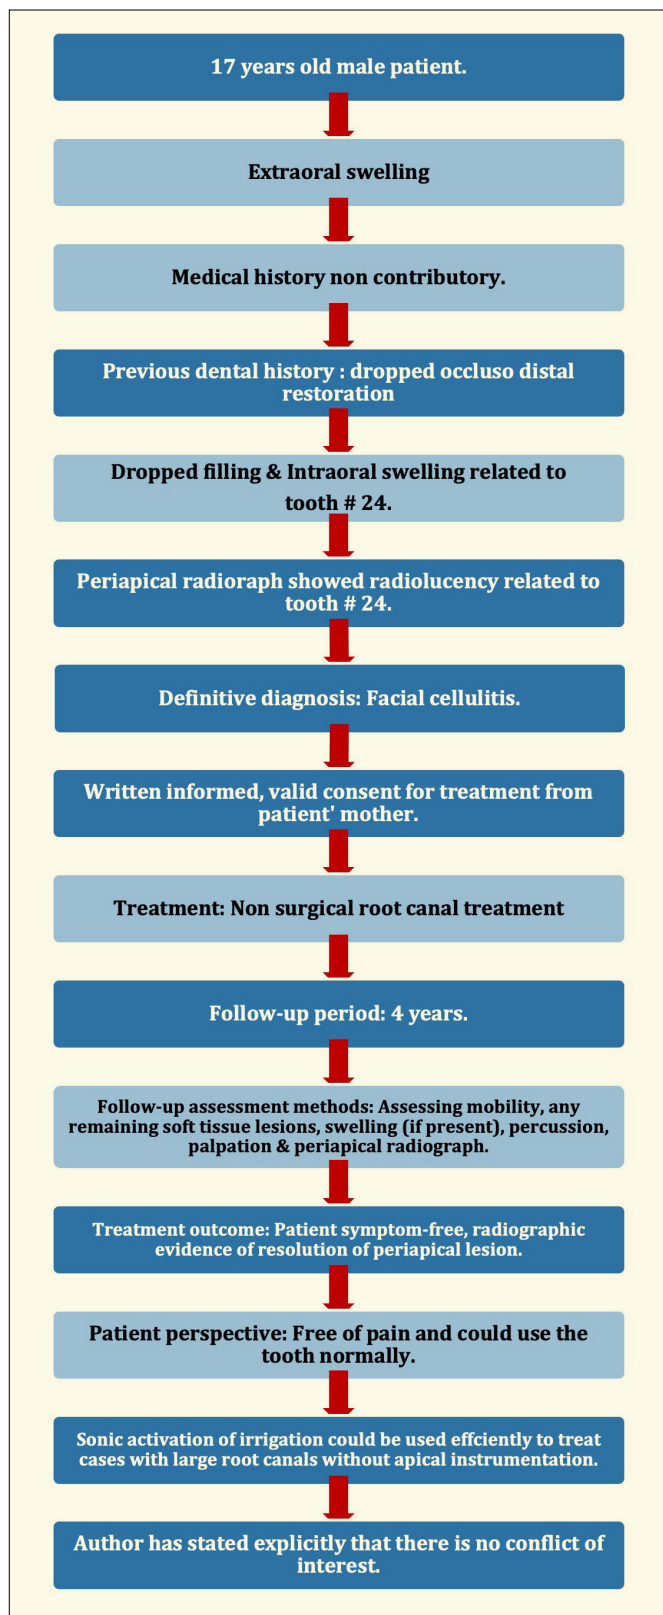 17 years old male patient.
Extraoral swelling
Medical history non contributory.
Previous dental history : dropped occluso distal
restoration
Dropped filling & Intraoral swelling related to
tooth # 24.
Periapical radioraph showed radiolucency related to
tooth # 24.
Definitive diagnosis: Facial cellulitis.
Written informed, valid consent for treatment from
patient' mother.
Treatment: Non surgical root canal treatment
Follow-up period: 4 years.
Follow-up assessment methods: Assessing mobility, any
remaining soft tissue lesions, swelling (if present), percussion,
palpation & periapical radiograph.
Treatment outcome: Patient symptom-free, radiographic
evidence of resolution of periapical lesion.
Patient perspective: Free of pain and could use the
tooth normally.
Sonic activation of irrigation could be used effciently to treat
cases with large root canals without apical instrumentation.
Author has stated explicitly that there is no conflict of
interest.